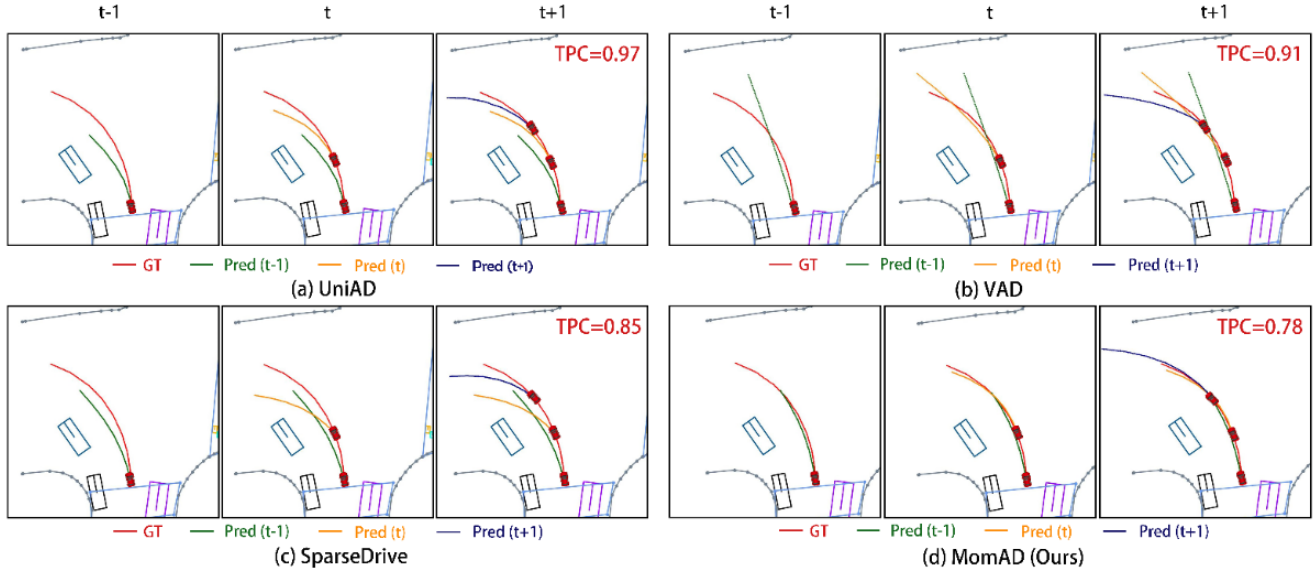 t-1 t t+1 t-1 t t+1
TPC=0.97 TPC=0.91
GT Pred (t-1) Pred (t) Pred (t+1) GT Pred (t-1) Pred (t) Pred (t+1)
(a) UniAD (b) VAD
TPC=0.85 TPC=0.78
GT Pred (t-1) Pred (t) Pred (t+1) GT Pred (t-1) Pred (t) Pred (t+1)
(c) SparseDrive (d) MomAD (Ours)